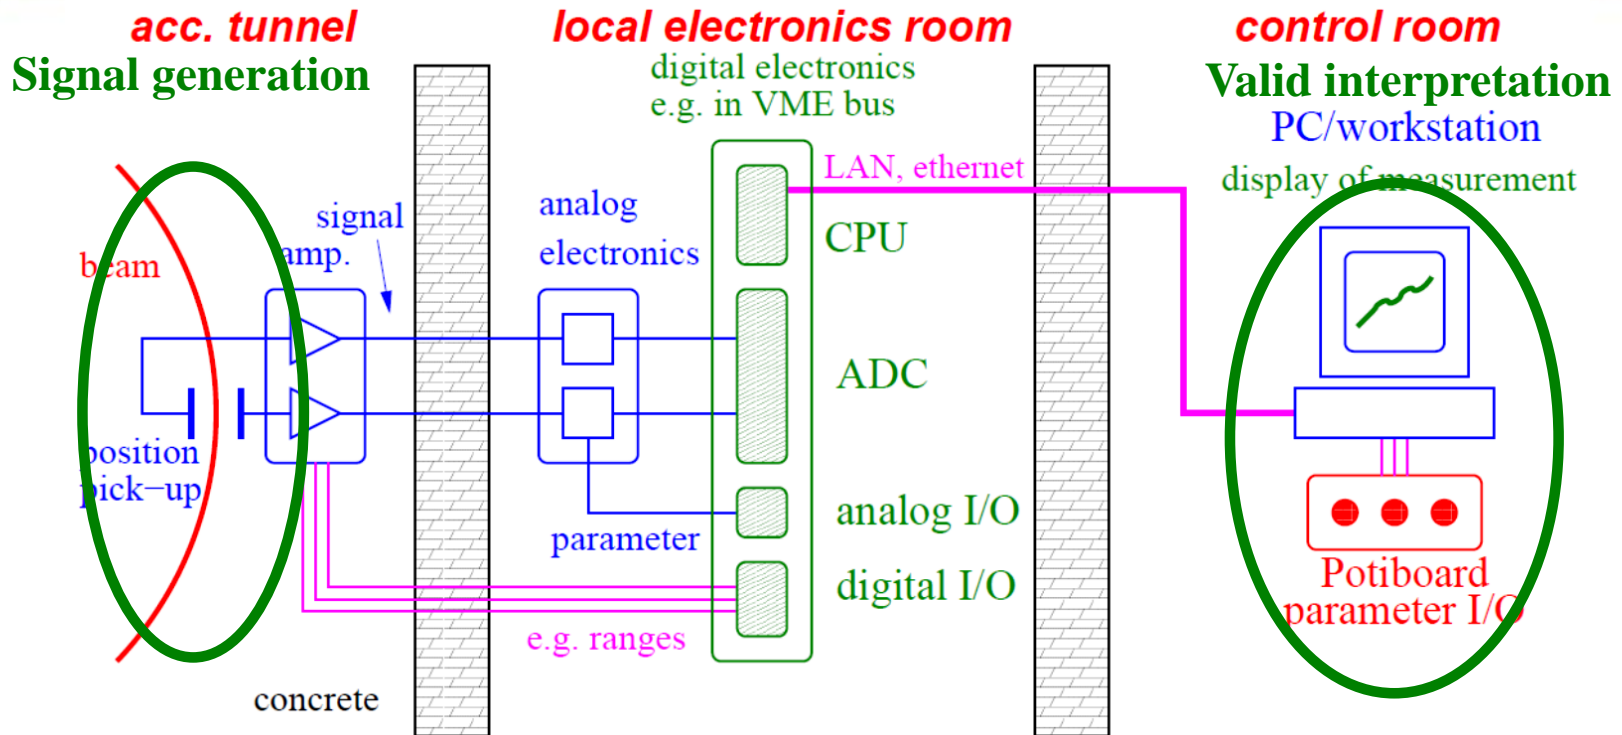 acc. tunnel
Signal generation
local electronics room
digital electronics
e.g. in VME bus
control room
Valid interpretation
PC/workstation
display of measurement
LAN, ethernet
signal
amp.
beam
analog
electronics
CPU
ADC
position
pick−up
parameter
analog I/O
digital I/O
e.g. ranges
concrete
Potiboard
parameter I/O